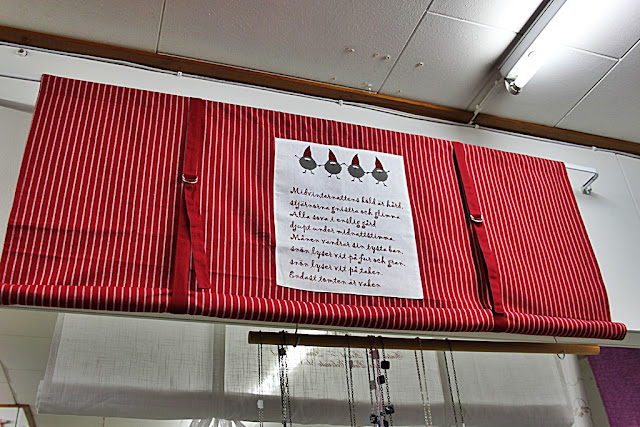 Midvinternattens köld är hård,
stjärnorna gnistra och glimma
Alla sova i enslig gård
djupt under midnattstimma
Månen vandrar sin tysta ban,
snön lyser vit på fur och gran,
snön lyser vit på taken.
Endast tomten är vaken